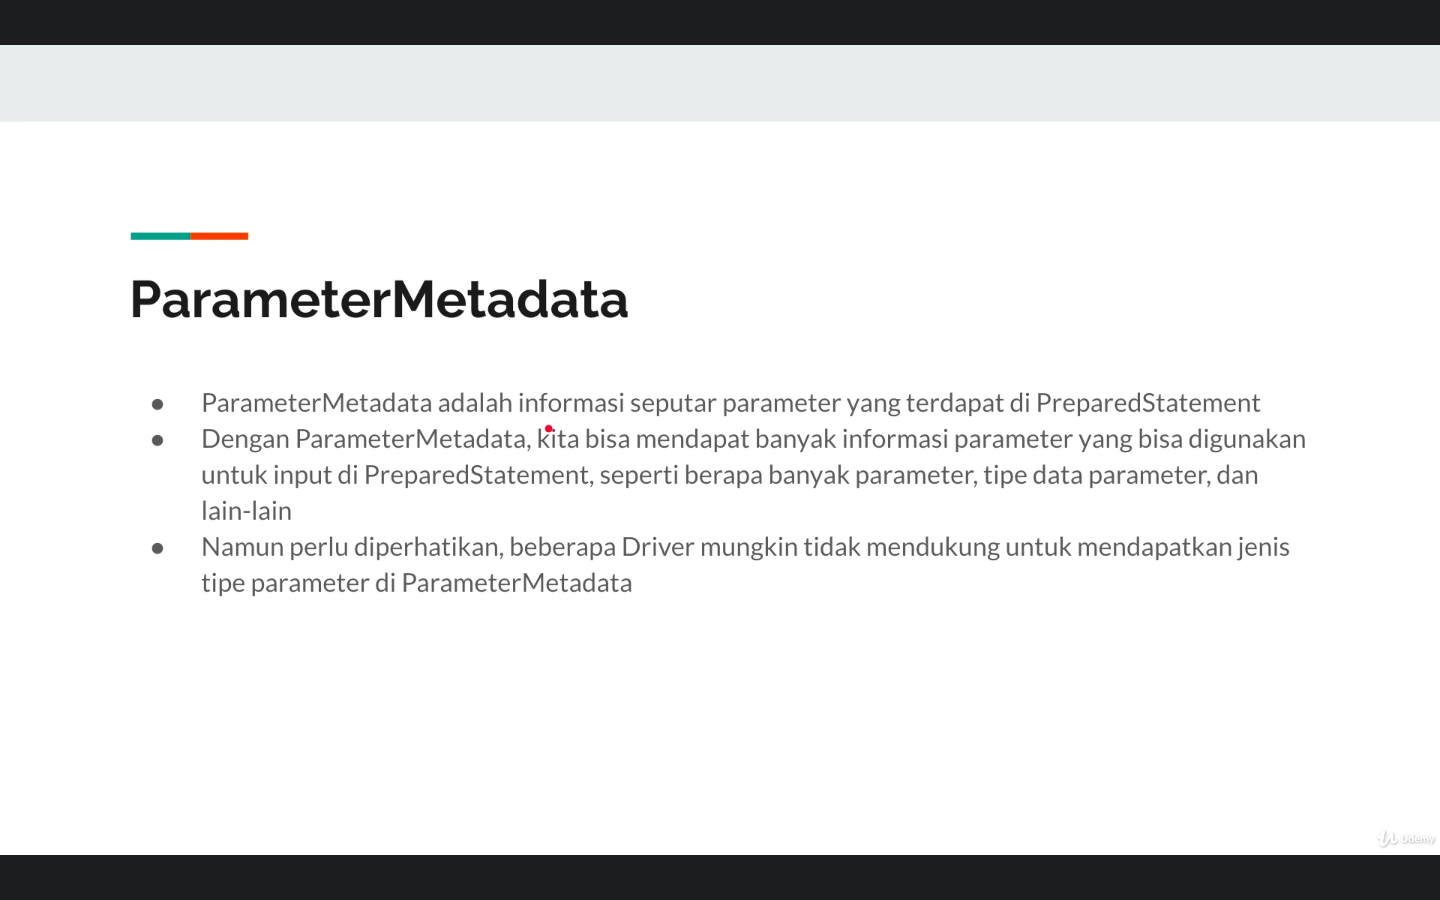 ParameterMetadata
● ParameterMetadata adalah informasi seputar parameter yang terdapat di PreparedStatement
● Dengan ParameterMetadata, kita bisa mendapat banyak informasi parameter yang bisa digunakan
untuk input di PreparedStatement, seperti berapa banyak parameter, tipe data parameter, dan
lain-lain
● Namun perlu diperhatikan, beberapa Driver mungkin tidak mendukung untuk mendapatkan jenis
tipe parameter di ParameterMetadata
Udemy